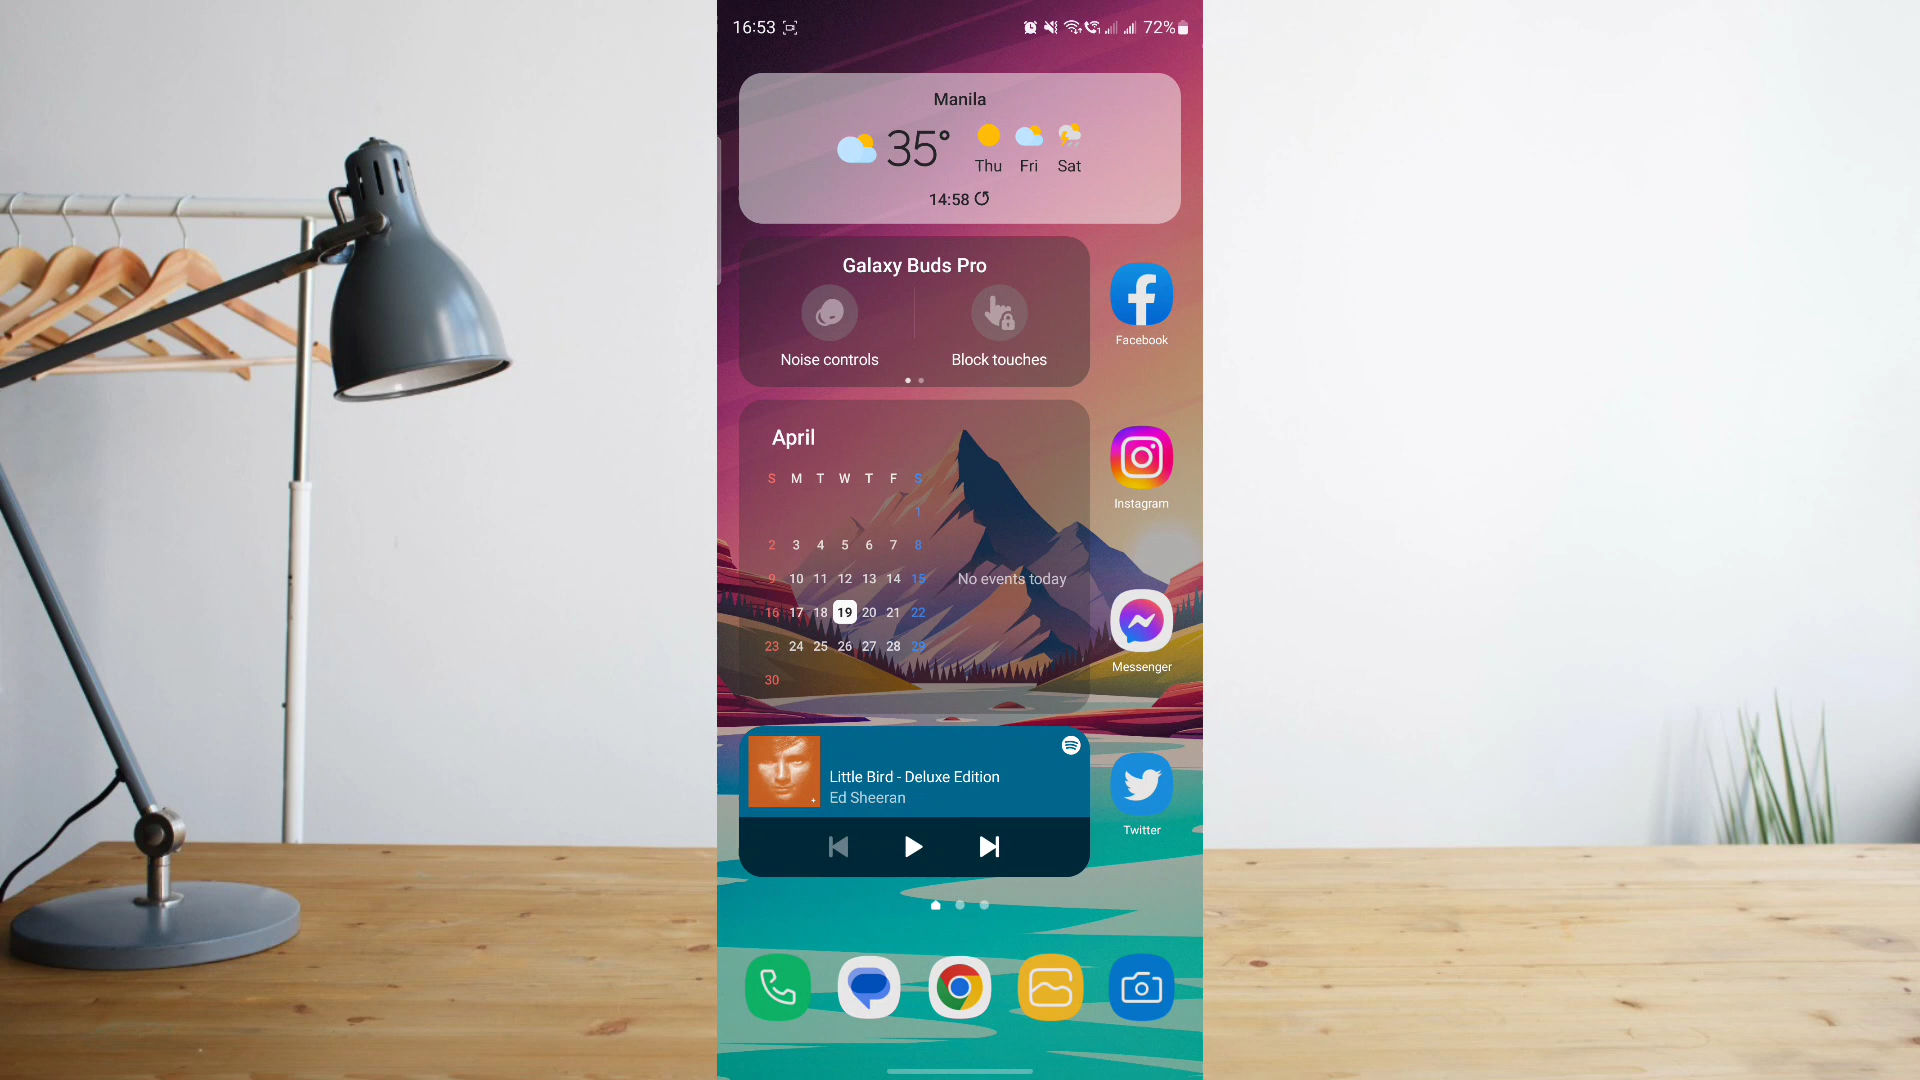 16:53
72%
Manila
35°
Thu Fri Sat
14:58
Galaxy Buds Pro
Noise controls Block touches
Facebook
April
S M T W T F S
1
2 3 4 5 6 7 8
9 10 11 12 13 14 15
16 17 18 19 20 21 22
23 24 25 26 27 28 29
30
No events today
Instagram
Messenger
Little Bird - Deluxe Edition
Ed Sheeran
Twitter